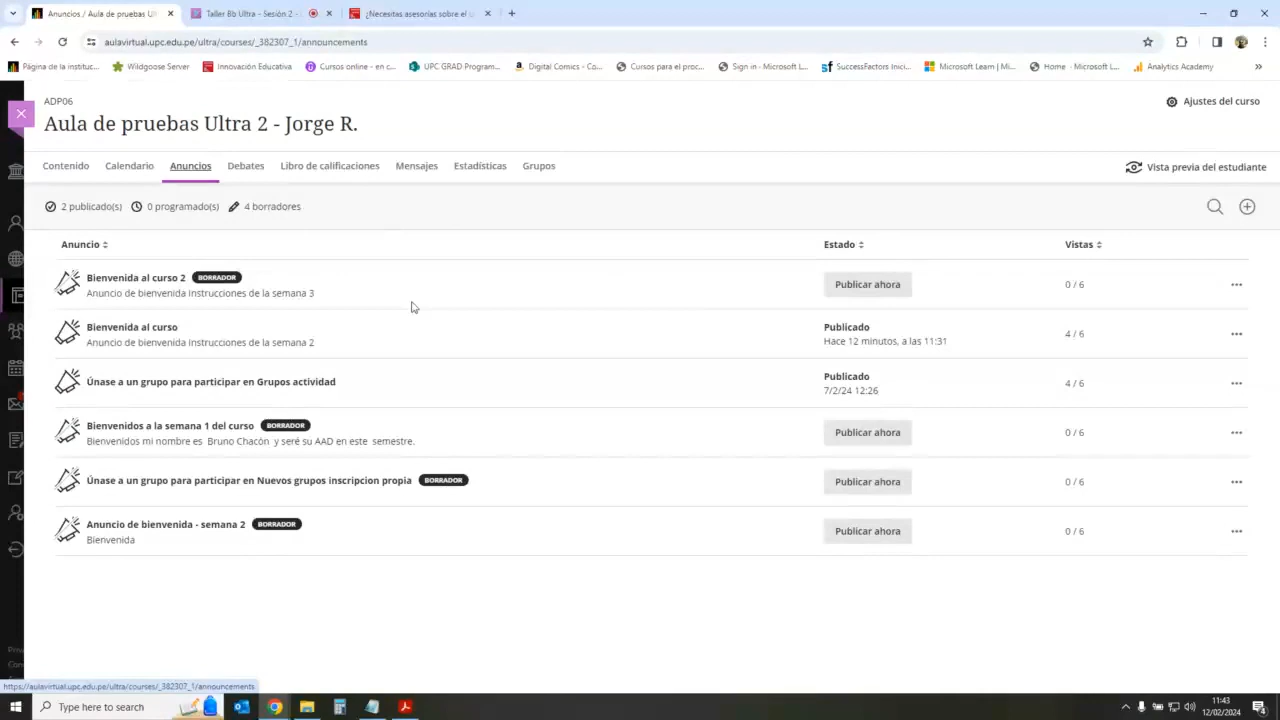 Anuncios / Aula de pruebas Ul
Taller Bb Ultra - Sesión 2 -
¿Necesitas asesorías sobre el u
aulavirtual.upc.edu.pe/ultra/courses/_382307_1/announcements
Página de la instituc...
Wildgoose Server
Innovación Educativa
Cursos online - en c...
UPC GRAD Program...
Digital Comics - Co...
Cursos para el proc...
Sign in - Microsoft L...
SuccessFactors Inici...
Microsoft Learn | Mi...
Home - Microsoft L...
Analytics Academy
»
ADP06
Aula de pruebas Ultra 2 - Jorge R.
Ajustes del curso
Contenido
Calendario
Anuncios
Debates
Libro de calificaciones
Mensajes
Estadísticas
Grupos
Vista previa del estudiante
2 publicado(s)
0 programado(s)
4 borradores
Anuncio
Estado
Vistas
Bienvenida al curso 2 BORRADOR
Anuncio de bienvenida Instrucciones de la semana 3
Publicar ahora
0 / 6
Bienvenida al curso
Anuncio de bienvenida Instrucciones de la semana 2
Publicado
Hace 12 minutos, a las 11:31
4 / 6
Únase a un grupo para participar en Grupos actividad
Publicado
7/2/24 12:26
4 / 6
Bienvenidos a la semana 1 del curso BORRADOR
Bienvenidos mi nombre es Bruno Chacón y seré su AAD en este semestre.
Publicar ahora
0 / 6
Únase a un grupo para participar en Nuevos grupos inscripcion propia BORRADOR
Publicar ahora
0 / 6
Anuncio de bienvenida - semana 2 BORRADOR
Bienvenida
Publicar ahora
0 / 6
Priv
Con
https://aulavirtual.upc.edu.pe/ultra/courses/_382307_1/announcements
Type here to search
11:43
12/02/2024
4